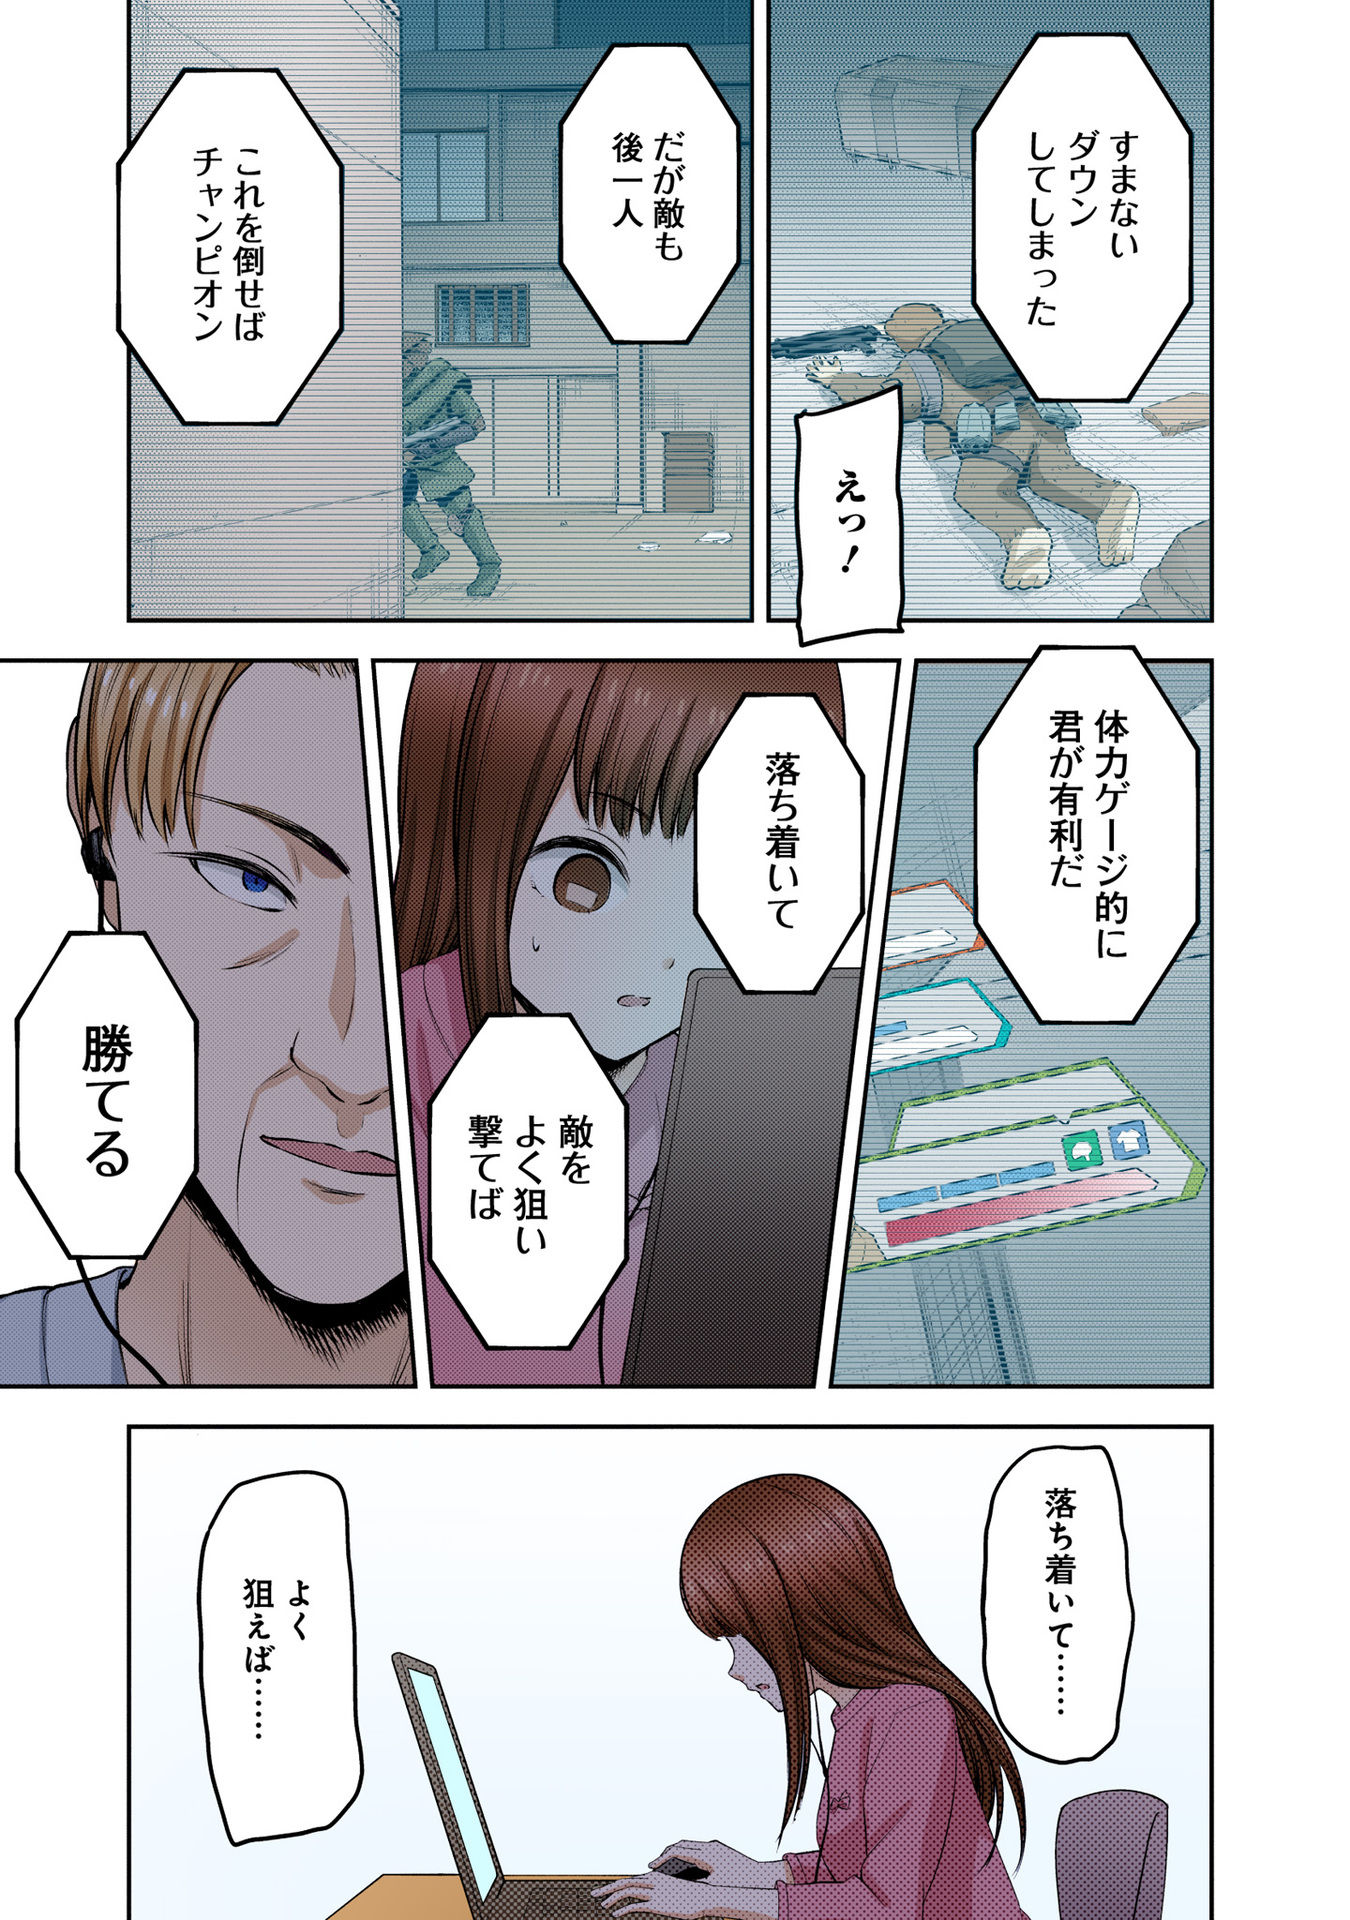 すまない
ダウン
してしまった
えっ！
だが敵も
後一人
これを倒せば
チャンピオン
体力ゲージ的に
君が有利だ
落ち着いて
敵を
よく狙い
撃てば
勝てる
落ち着いて……
よく
狙えば……